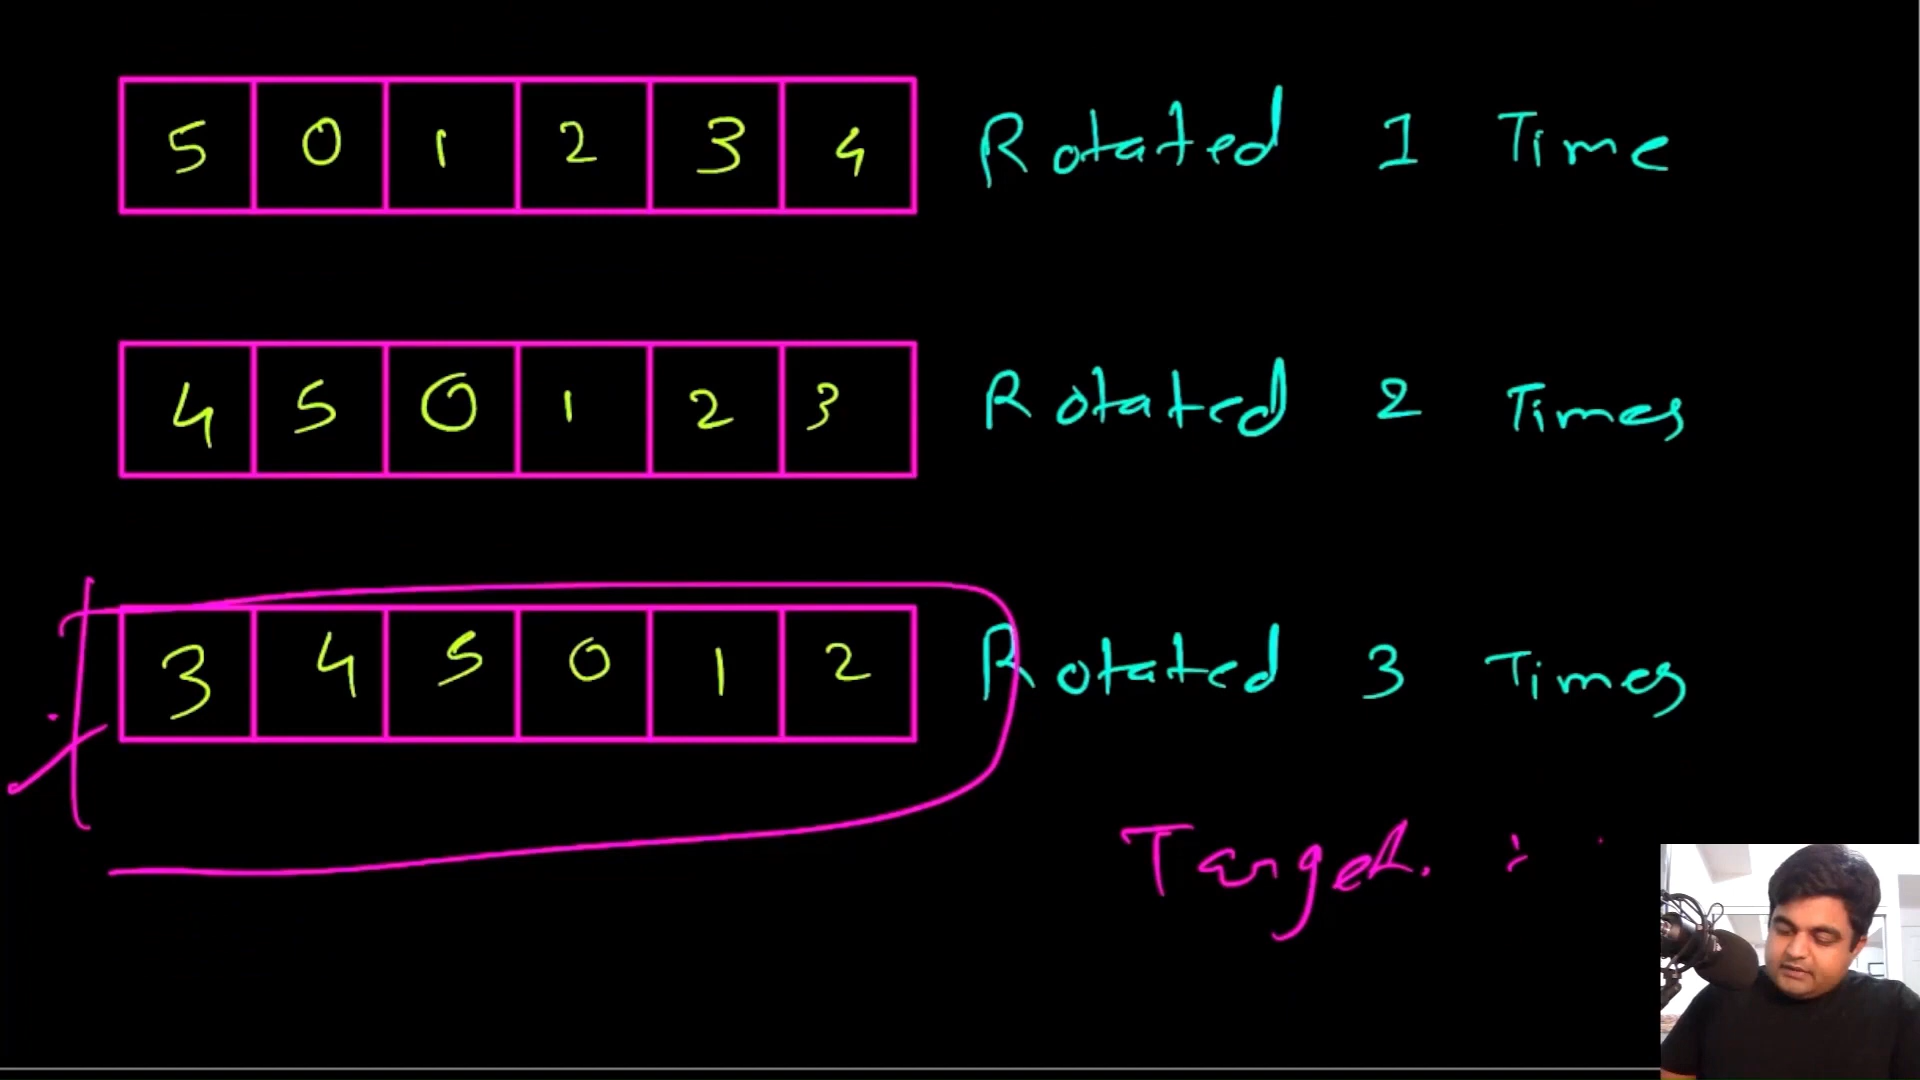 5 0 1 2 3 4 Rotated 1 Time
4 5 0 1 2 3 Rotated 2 Times
3 4 5 0 1 2 Rotated 3 Times
Target :